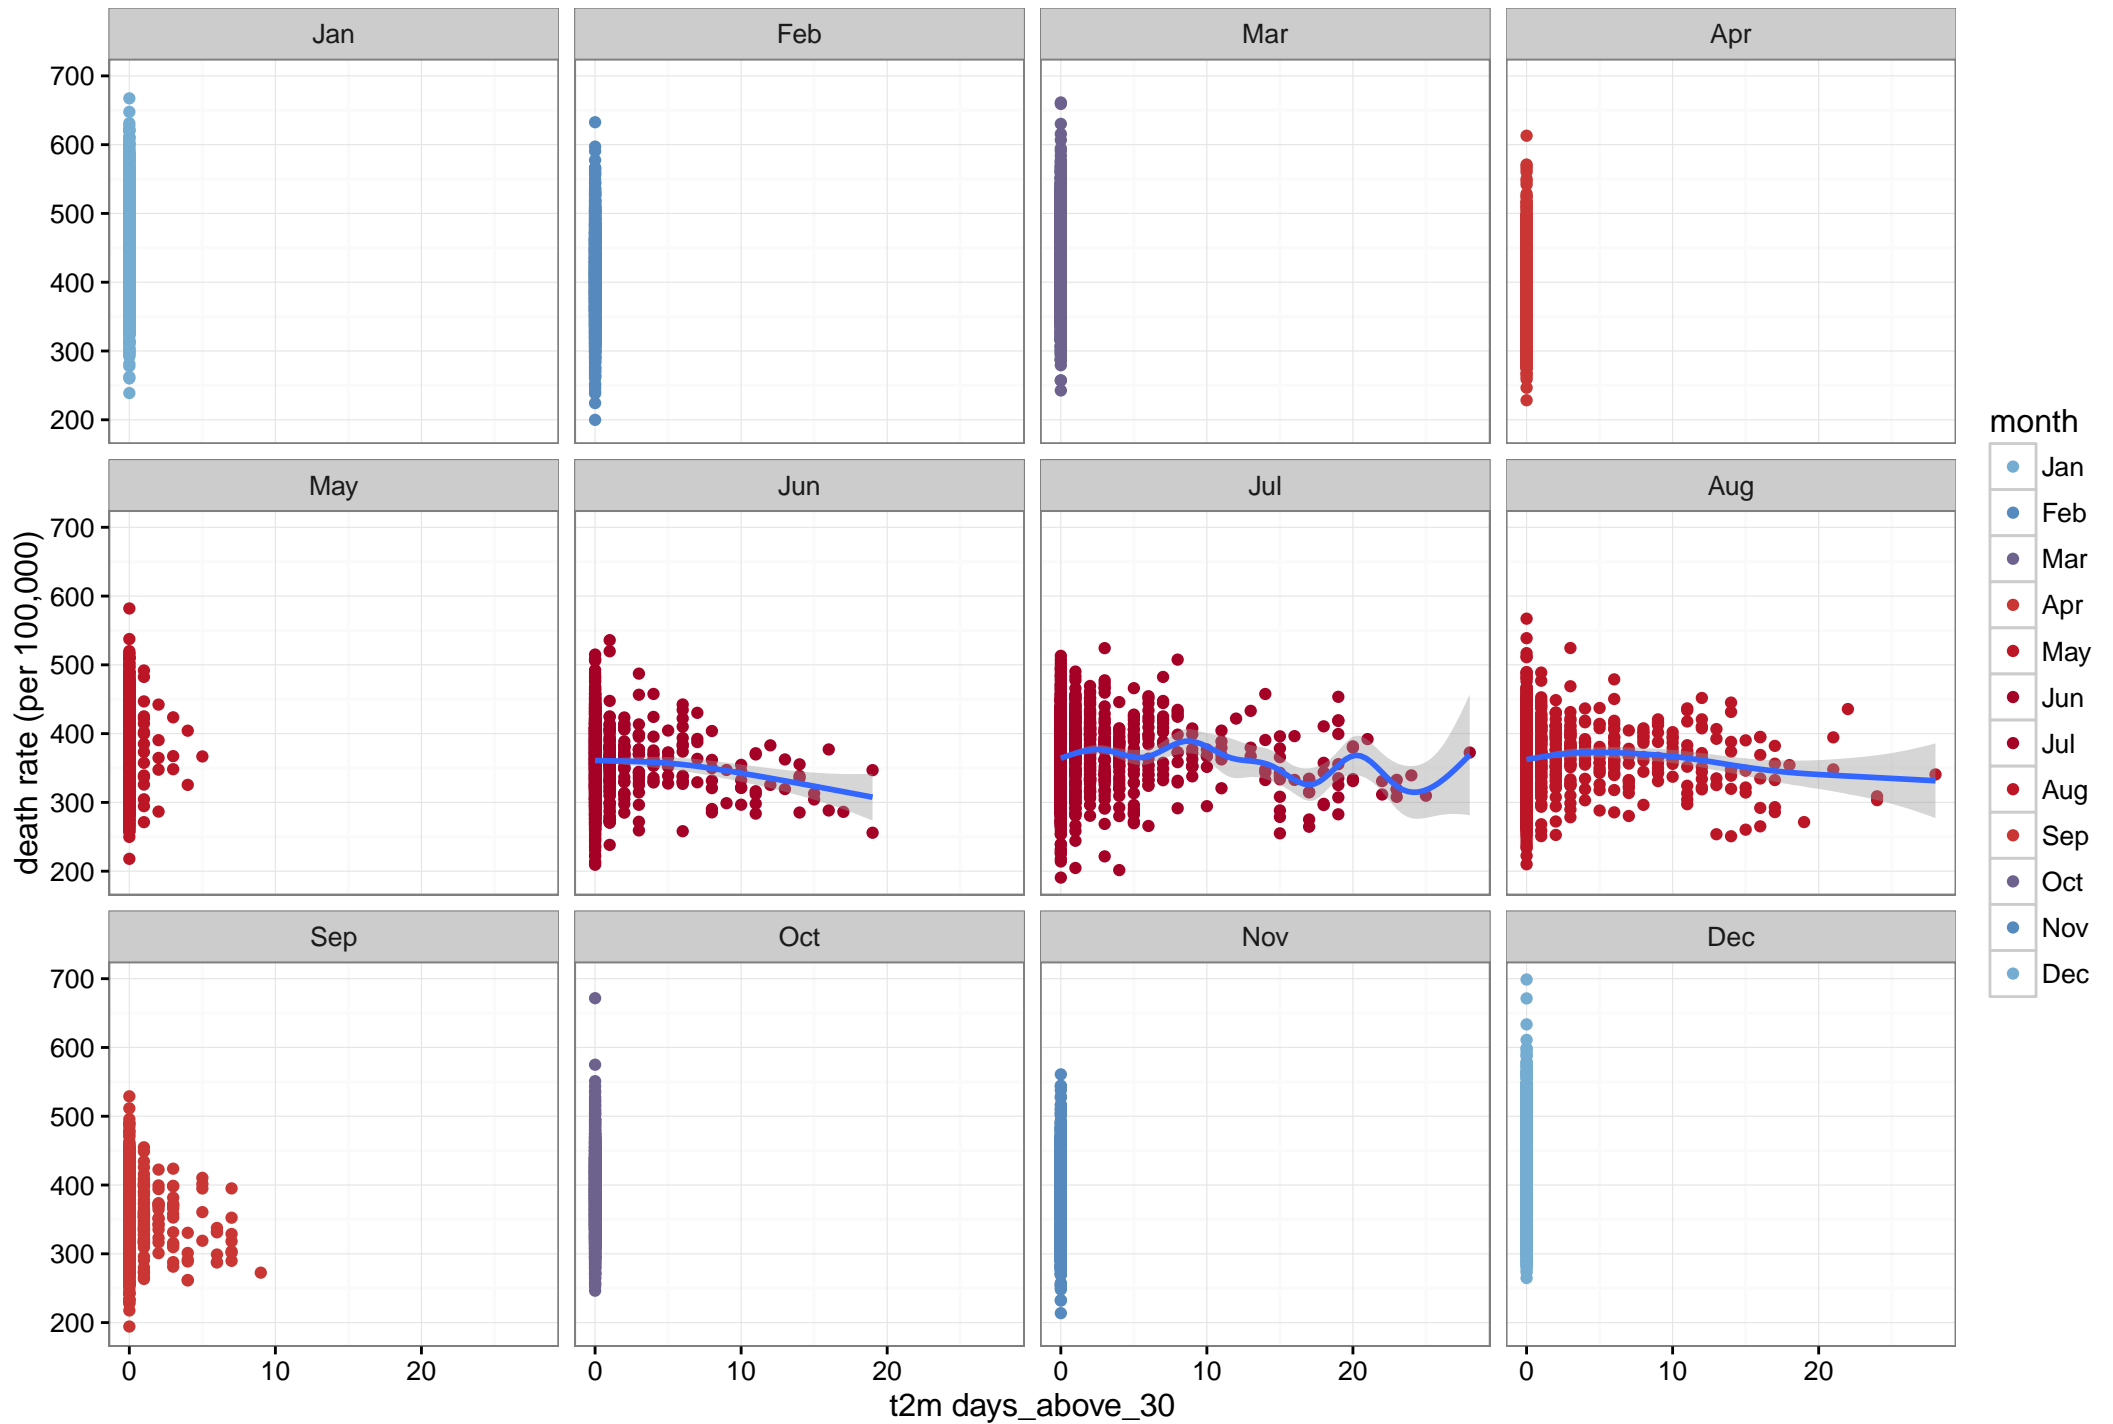 Jan Feb Mar Apr
700
600
500
400
300
200
May Jun Jul Aug
700
600
500
400
300
200
Sep Oct Nov Dec
700
600
500
400
300
200
0 10 20 0 10 20 0 10 20 0 10 20
t2m days_above_30
death rate (per 100,000)
month
Jan
Feb
Mar
Apr
May
Jun
Jul
Aug
Sep
Oct
Nov
Dec